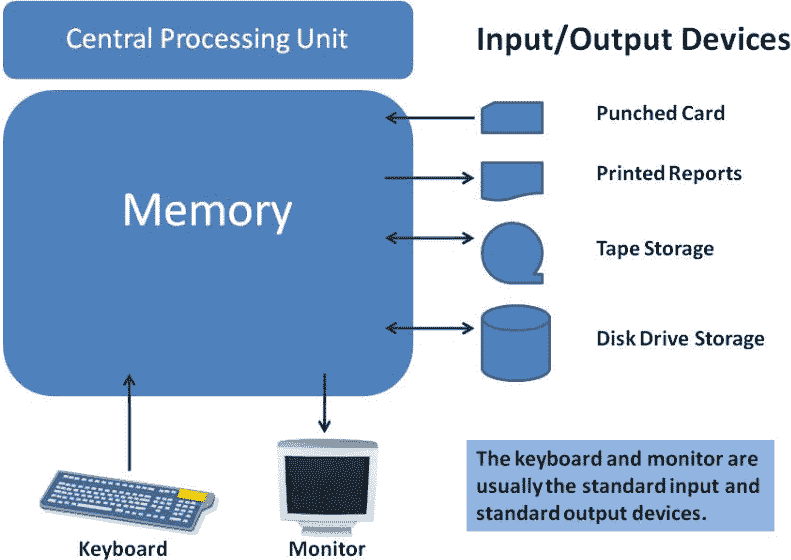 Central Processing Unit
Input/Output Devices
Memory
Punched Card
Printed Reports
Tape Storage
Disk Drive Storage
Keyboard
Monitor
The keyboard and monitor are
usually the standard input and
standard output devices.